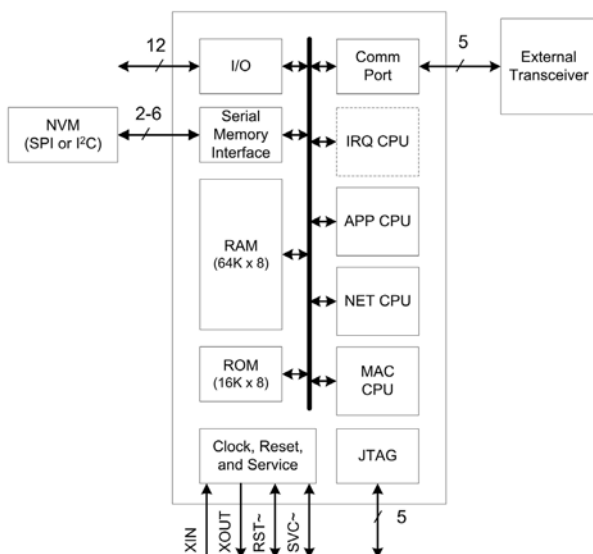 12
I/O
Comm
Port
5
External
Transceiver
NVM
(SPI or I²C)
2-6
Serial
Memory
Interface
IRQ CPU
RAM
(64K x 8)
APP CPU
NET CPU
ROM
(16K x 8)
MAC
CPU
Clock, Reset,
and Service
JTAG
XIN
XOUT
RST~
SVC~
5